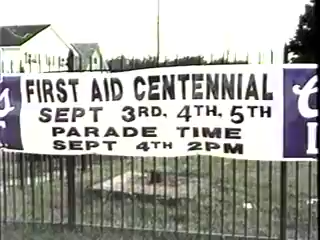 FIRST AID CENTENNIAL
SEPT 3RD, 4TH, 5TH
PARADE TIME
SEPT 4TH 2PM